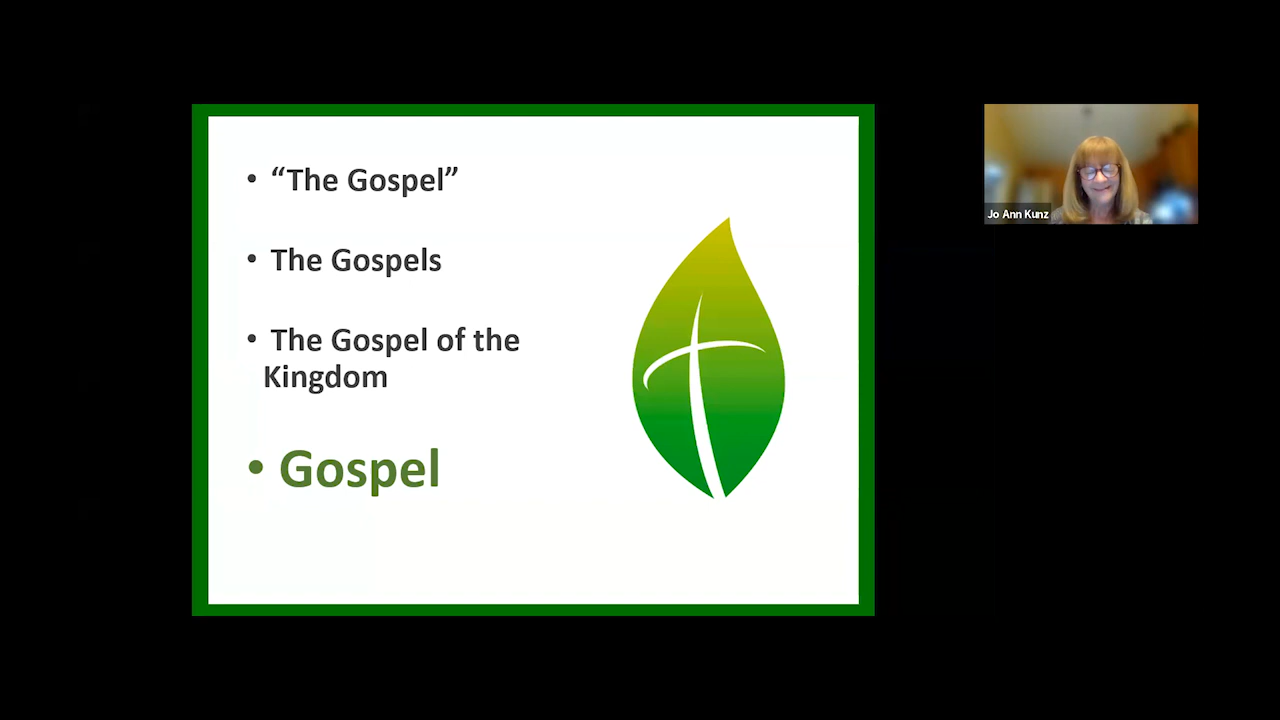 • “The Gospel”
• The Gospels
• The Gospel of the
Kingdom
• Gospel
Jo Ann Kunz